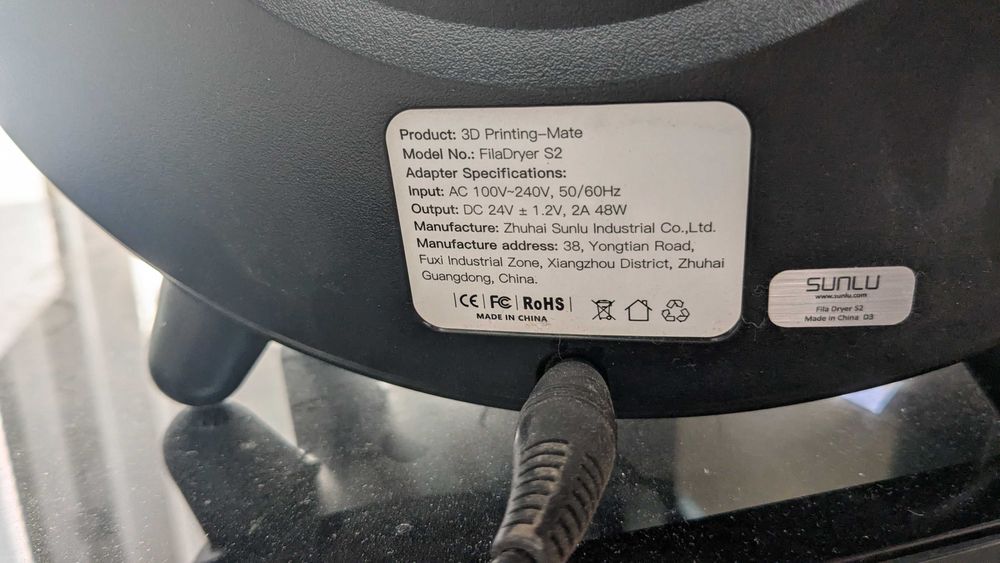 Product: 3D Printing-Mate
Model No.: FilaDryer S2
Adapter Specifications:
Input: AC 100V~240V, 50/60Hz
Output: DC 24V ± 1.2V, 2A 48W
Manufacture: Zhuhai Sunlu Industrial Co.,Ltd.
Manufacture address: 38, Yongtian Road,
Fuxi Industrial Zone, Xiangzhou District, Zhuhai
Guangdong, China.
CE FC RoHS
MADE IN CHINA
SUNLU
www.sunlu.com
Fila Dryer S2
Made in China 03